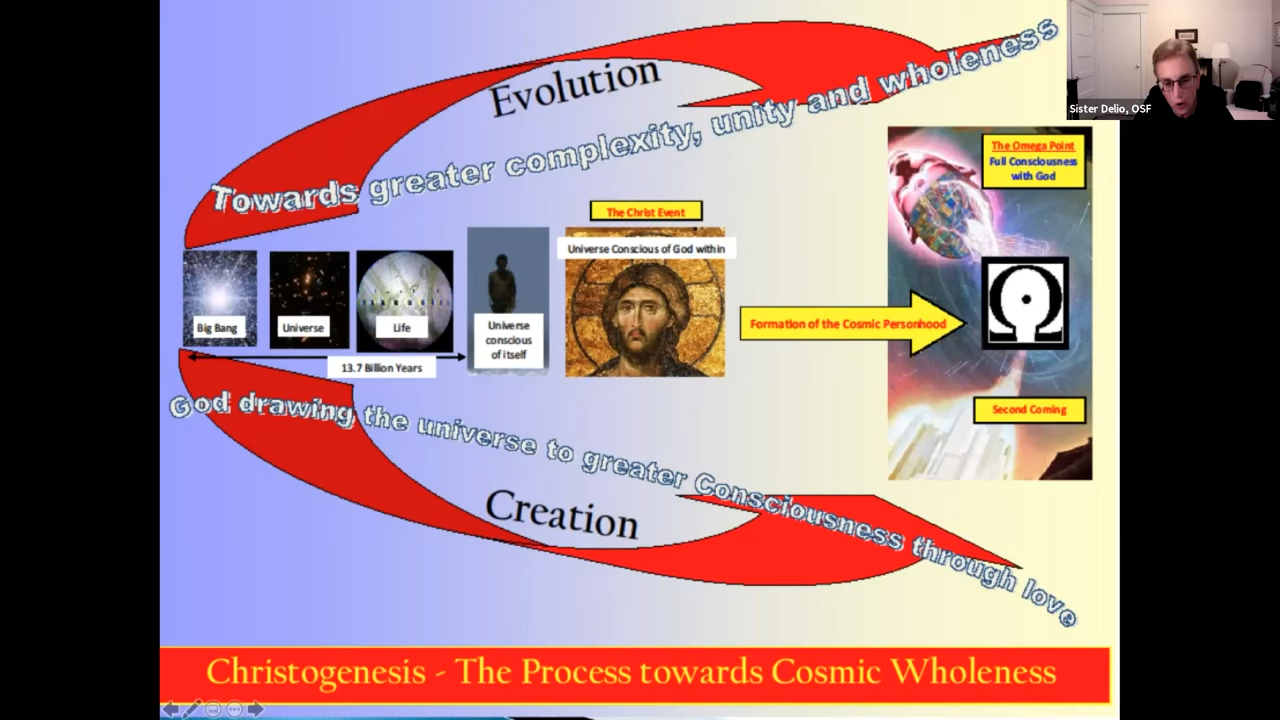 Sister Delio, OSF
Evolution
Towards greater complexity, unity and wholeness
The Omega Point
Full Consciousness
with God
The Christ Event
Universe Conscious of God within
Big Bang
Universe
Life
Universe
conscious
of itself
13.7 Billion Years
Formation of the Cosmic Personhood
Second Coming
God drawing the universe to greater Consciousness through love
Creation
Christogenesis - The Process towards Cosmic Wholeness